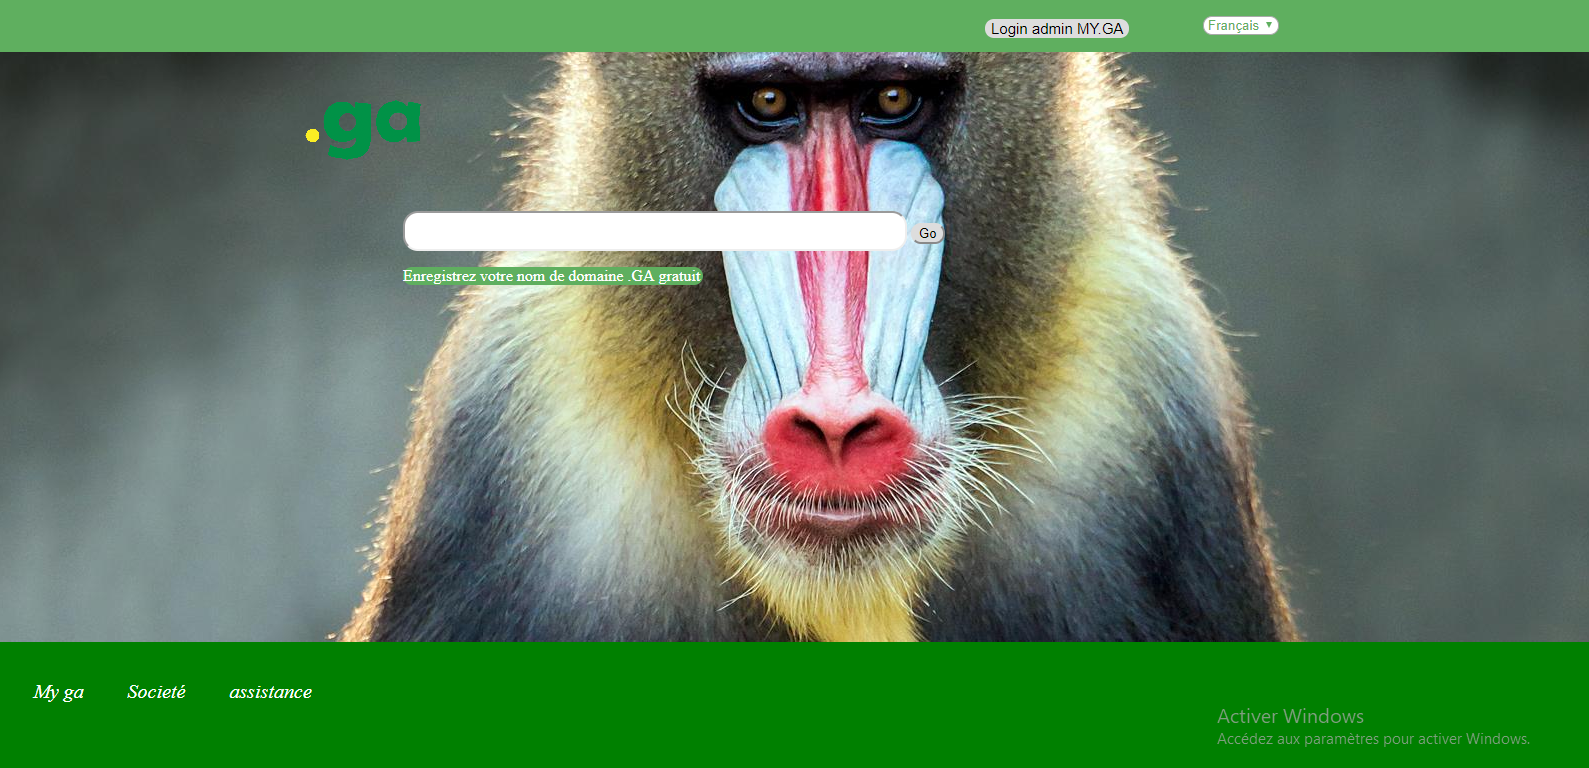 Login admin MY.GA
Français
.ga
Go
Enregistrez votre nom de domaine .GA gratuit
My ga Societé assistance
Activer Windows
Accédez aux paramètres pour activer Windows.